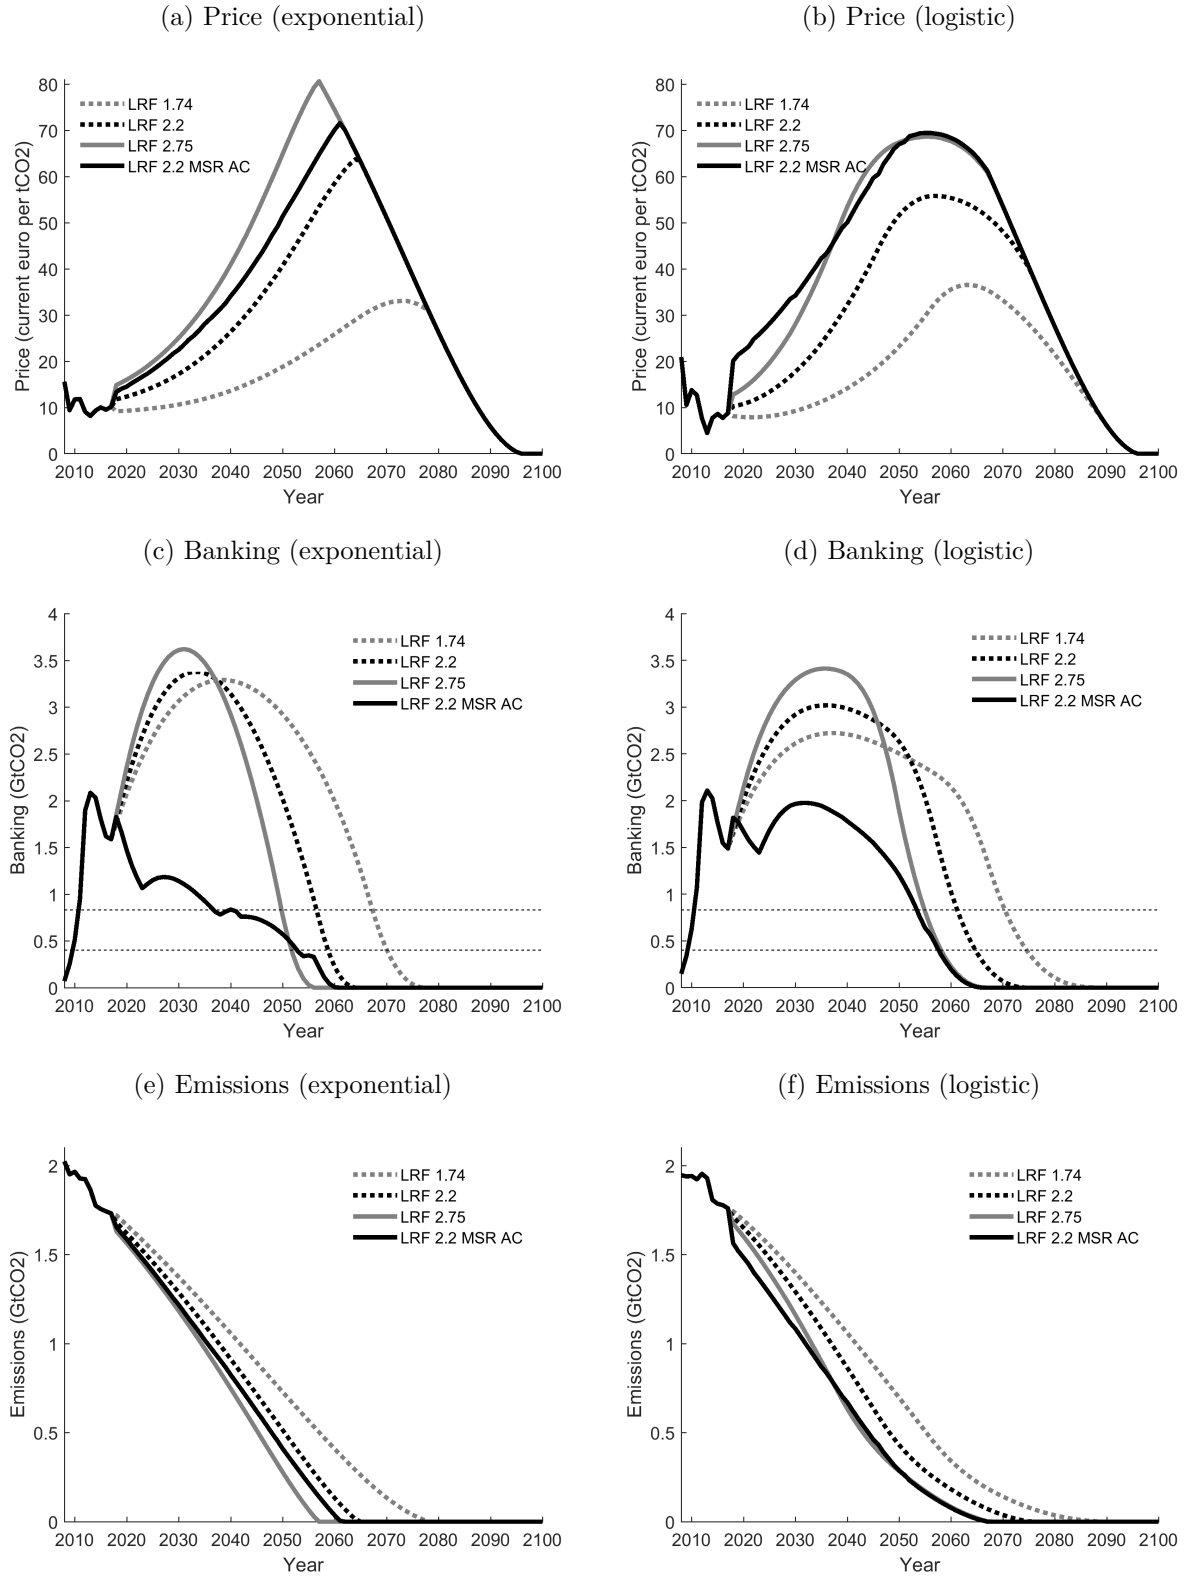 (a) Price (exponential)
80
70
60
50
40
30
20
10
0
Price (current euro per tCO2)
LRF 1.74
LRF 2.2
LRF 2.75
LRF 2.2 MSR AC
2010 2020 2030 2040 2050 2060 2070 2080 2090 2100
Year
(b) Price (logistic)
80
70
60
50
40
30
20
10
0
Price (current euro per tCO2)
LRF 1.74
LRF 2.2
LRF 2.75
LRF 2.2 MSR AC
2010 2020 2030 2040 2050 2060 2070 2080 2090 2100
Year
(c) Banking (exponential)
4
3.5
3
2.5
2
1.5
1
0.5
0
Banking (GtCO2)
LRF 1.74
LRF 2.2
LRF 2.75
LRF 2.2 MSR AC
2010 2020 2030 2040 2050 2060 2070 2080 2090 2100
Year
(d) Banking (logistic)
4
3.5
3
2.5
2
1.5
1
0.5
0
Banking (GtCO2)
LRF 1.74
LRF 2.2
LRF 2.75
LRF 2.2 MSR AC
2010 2020 2030 2040 2050 2060 2070 2080 2090 2100
Year
(e) Emissions (exponential)
2
1.5
1
0.5
0
Emissions (GtCO2)
LRF 1.74
LRF 2.2
LRF 2.75
LRF 2.2 MSR AC
2010 2020 2030 2040 2050 2060 2070 2080 2090 2100
Year
(f) Emissions (logistic)
2
1.5
1
0.5
0
Emissions (GtCO2)
LRF 1.74
LRF 2.2
LRF 2.75
LRF 2.2 MSR AC
2010 2020 2030 2040 2050 2060 2070 2080 2090 2100
Year